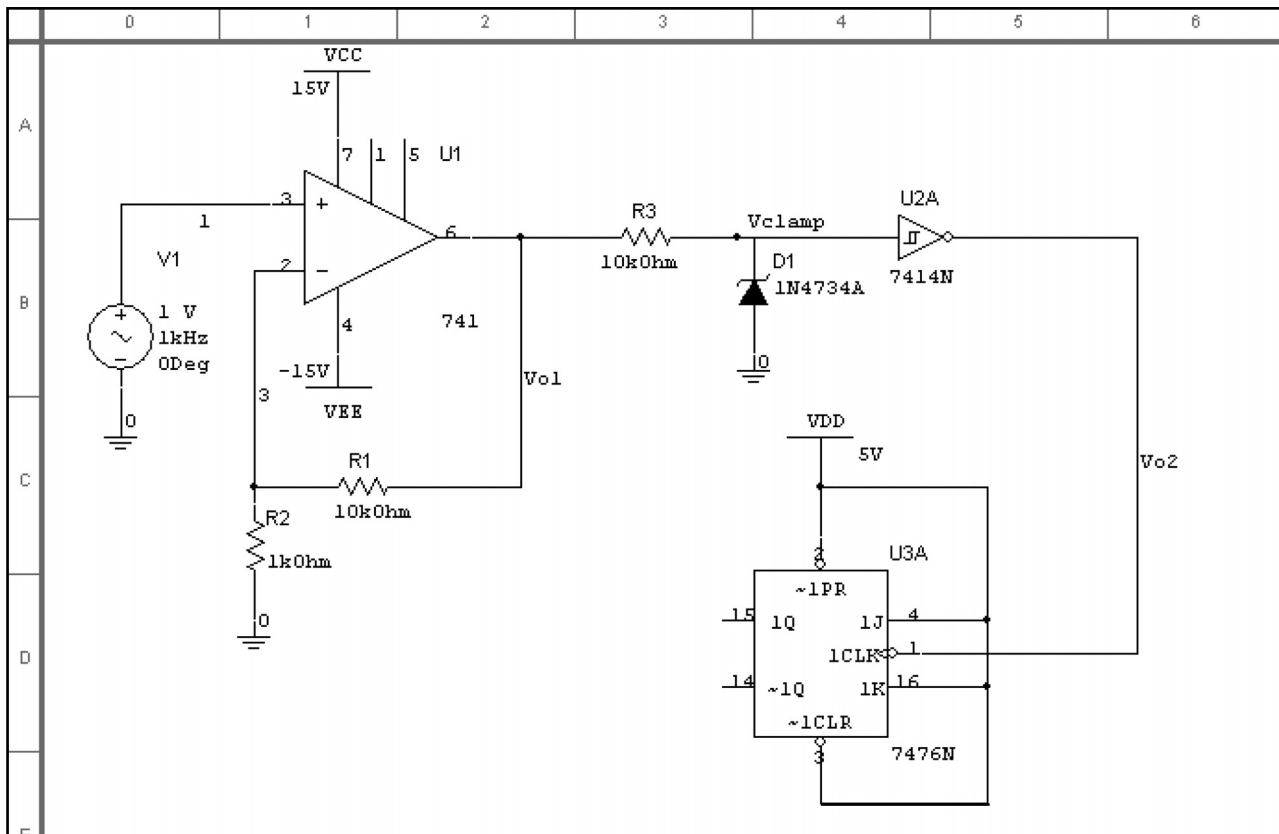 0 1 2 3 4 5 6
A
B
C
D
VCC
15V
7 1 5 U1
3 +
1
2 −
6
4
741
-15V
VEE
V1
+
1 V
1kHz
0Deg
−
0
3
Vo1
R1
10kOhm
R2
1kOhm
0
R3
10kOhm
Vclamp
D1
1N4734A
0
U2A
7414N
Vo2
VDD
5V
2
U3A
~1PR
15 1Q 1J 4
1CLK 1
14 ~1Q 1K 16
~1CLR
3
7476N